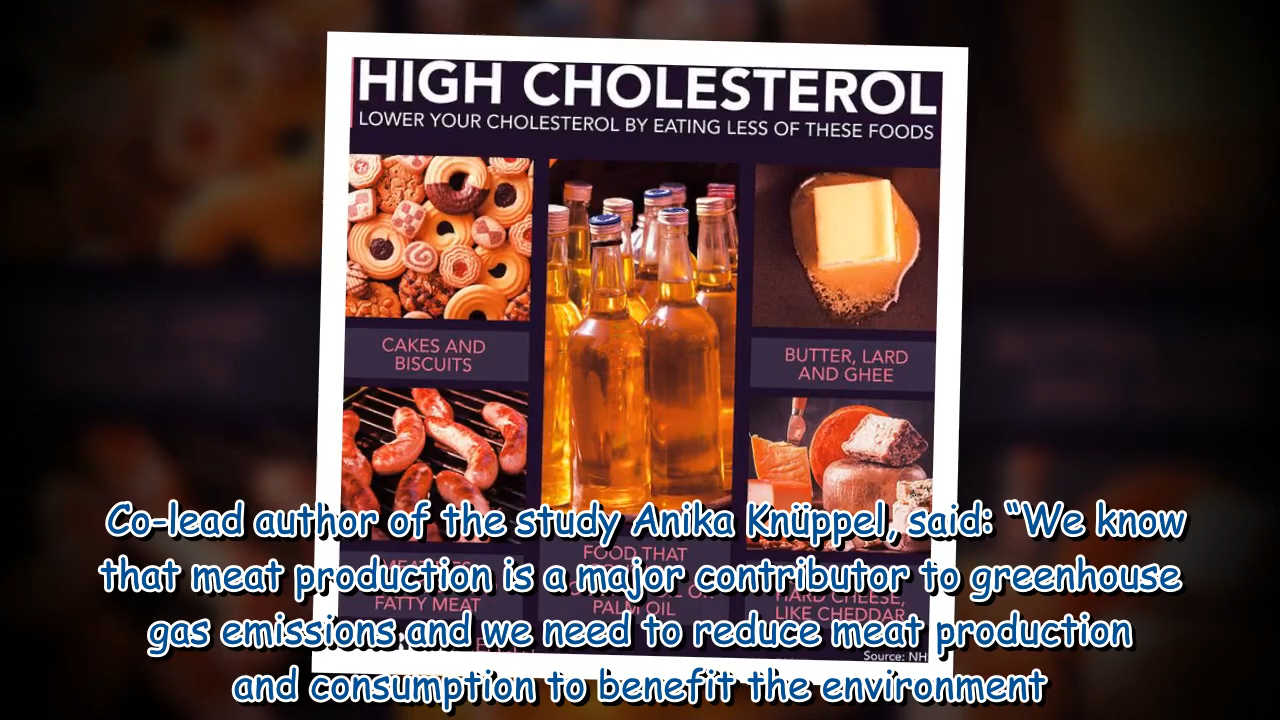 HIGH CHOLESTEROL
LOWER YOUR CHOLESTEROL BY EATING LESS OF THESE FOODS
CAKES AND
BISCUITS
BUTTER, LARD
AND GHEE
FATTY MEAT
FOOD THAT
PALM OIL
HARD CHEESE,
LIKE CHEDDAR
Source: NH
Co-lead author of the study Anika Knüppel, said: “We know
that meat production is a major contributor to greenhouse
gas emissions and we need to reduce meat production
and consumption to benefit the environment